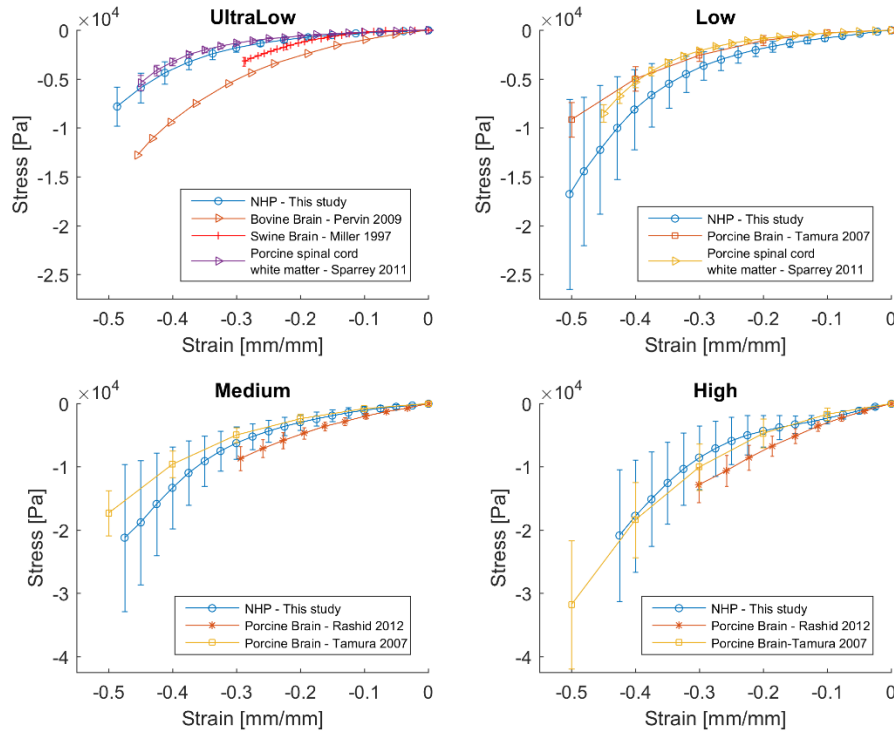 UltraLow
×10⁴
0
-0.5
-1
-1.5
-2
-2.5
Stress [Pa]
NHP - This study
Bovine Brain - Pervin 2009
Swine Brain - Miller 1997
Porcine spinal cord
white matter - Sparrey 2011
-0.5 -0.4 -0.3 -0.2 -0.1 0
Strain [mm/mm]
Low
×10⁴
0
-0.5
-1
-1.5
-2
-2.5
Stress [Pa]
NHP - This study
Porcine Brain - Tamura 2007
Porcine spinal cord
white matter - Sparrey 2011
-0.5 -0.4 -0.3 -0.2 -0.1 0
Strain [mm/mm]
Medium
×10⁴
0
-1
-2
-3
-4
Stress [Pa]
NHP - This study
Porcine Brain - Rashid 2012
Porcine Brain - Tamura 2007
-0.5 -0.4 -0.3 -0.2 -0.1 0
Strain [mm/mm]
High
×10⁴
0
-1
-2
-3
-4
Stress [Pa]
NHP - This study
Porcine Brain - Rashid 2012
Porcine Brain-Tamura 2007
-0.5 -0.4 -0.3 -0.2 -0.1 0
Strain [mm/mm]